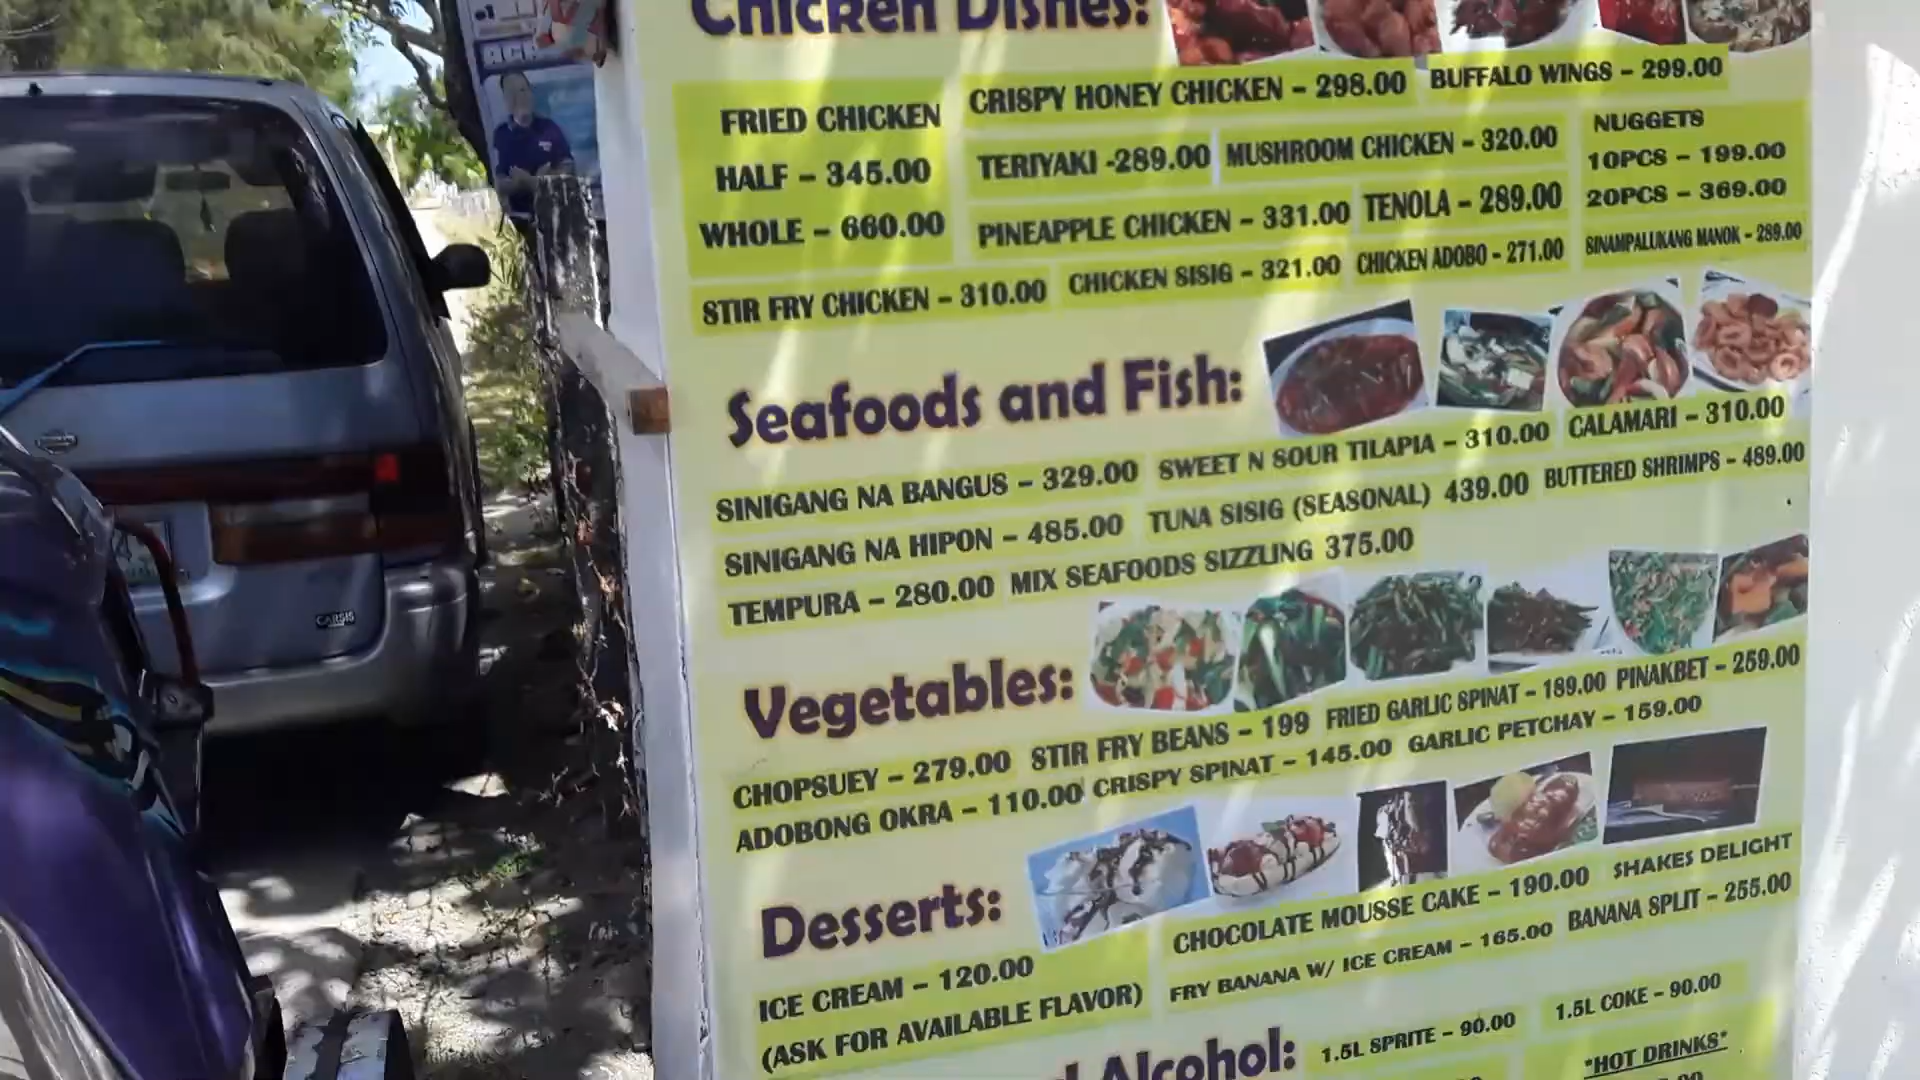 Chicken Dishes:
FRIED CHICKEN
HALF – 345.00
WHOLE – 660.00
CRISPY HONEY CHICKEN – 298.00
BUFFALO WINGS – 299.00
TERIYAKI -289.00
MUSHROOM CHICKEN – 320.00
NUGGETS
10PCS – 199.00
20PCS – 369.00
PINEAPPLE CHICKEN – 331.00
TENOLA – 289.00
STIR FRY CHICKEN – 310.00
CHICKEN SISIG – 321.00
CHICKEN ADOBO – 271.00
SINAMPALUKANG MANOK – 289.00
Seafoods and Fish:
SINIGANG NA BANGUS – 329.00
SWEET N SOUR TILAPIA – 310.00
CALAMARI – 310.00
SINIGANG NA HIPON – 485.00
TUNA SISIG (SEASONAL) 439.00
BUTTERED SHRIMPS – 489.00
TEMPURA – 280.00
MIX SEAFOODS SIZZLING 375.00
Vegetables:
CHOPSUEY – 279.00
STIR FRY BEANS – 199
FRIED GARLIC SPINAT – 189.00
PINAKBET – 259.00
ADOBONG OKRA – 110.00
CRISPY SPINAT – 145.00
GARLIC PETCHAY – 159.00
Desserts:
ICE CREAM – 120.00
(ASK FOR AVAILABLE FLAVOR)
CHOCOLATE MOUSSE CAKE – 190.00
SHAKES DELIGHT
FRY BANANA W/ ICE CREAM – 165.00
BANANA SPLIT – 255.00
Alcohol:
1.5L SPRITE – 90.00
1.5L COKE – 90.00
*HOT DRINKS*
CARSIS